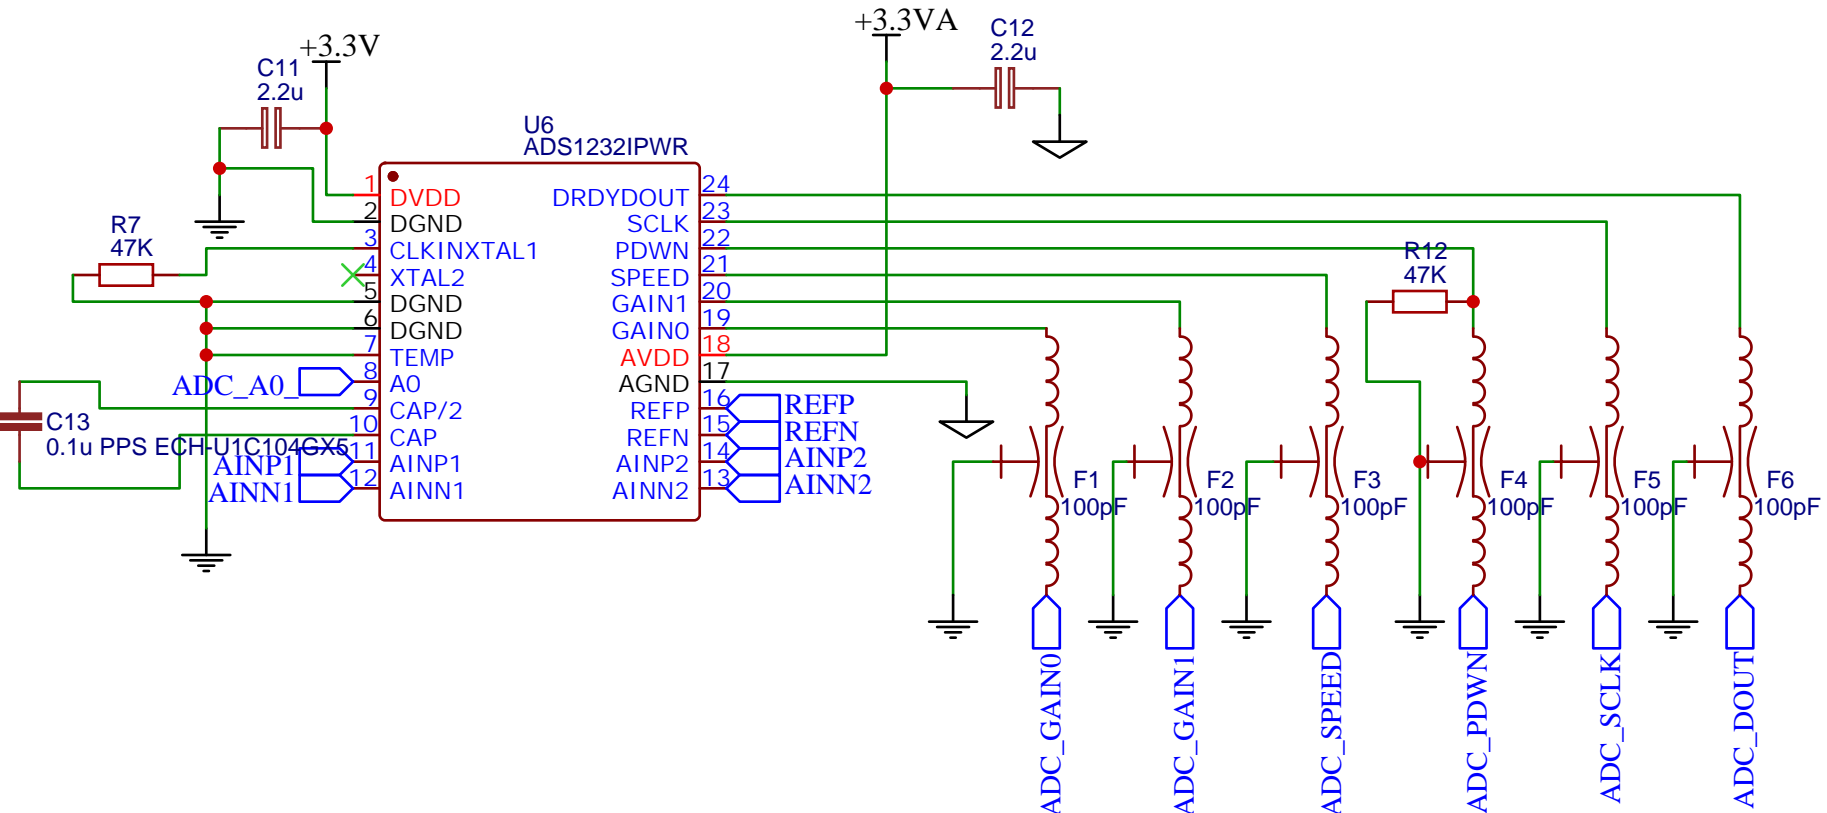 +3.3V
C11
2.2u
+3.3VA
C12
2.2u
U6
ADS1232IPWR
1 DVDD
2 DGND
3 CLKINXTAL1
4 XTAL2
5 DGND
6 DGND
7 TEMP
8 A0
9 CAP/2
10 CAP
11 AINP1
12 AINN1
DRDYDOUT 24
SCLK 23
PDWN 22
SPEED 21
GAIN1 20
GAIN0 19
AVDD 18
AGND 17
REFP 16
REFN 15
AINP2 14
AINN2 13
R7
47K
ADC_A0_
C13
0.1u PPS ECH-U1C104GX5
AINP1
AINN1
REFP
REFN
AINP2
AINN2
R12
47K
F1
100pF
F2
100pF
F3
100pF
F4
100pF
F5
100pF
F6
100pF
ADC_GAIN0
ADC_GAIN1
ADC_SPEED
ADC_PDWN
ADC_SCLK
ADC_DOUT